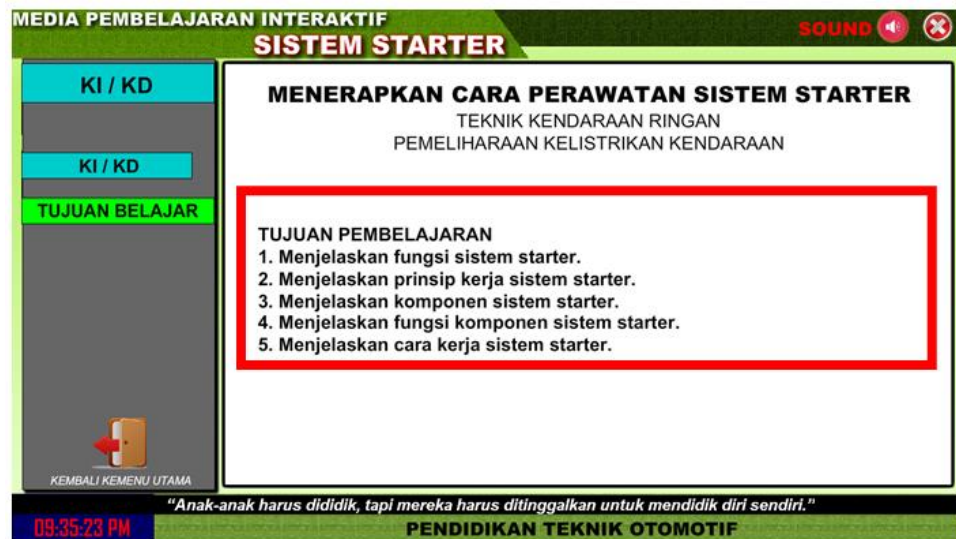 MEDIA PEMBELAJARAN INTERAKTIF
SISTEM STARTER
SOUND
KI / KD
KI / KD
TUJUAN BELAJAR
KEMBALI KEMENU UTAMA
MENERAPKAN CARA PERAWATAN SISTEM STARTER
TEKNIK KENDARAAN RINGAN
PEMELIHARAAN KELISTRIKAN KENDARAAN
TUJUAN PEMBELAJARAN
1. Menjelaskan fungsi sistem starter.
2. Menjelaskan prinsip kerja sistem starter.
3. Menjelaskan komponen sistem starter.
4. Menjelaskan fungsi komponen sistem starter.
5. Menjelaskan cara kerja sistem starter.
“Anak-anak harus dididik, tapi mereka harus ditinggalkan untuk mendidik diri sendiri.”
09:35:23 PM
PENDIDIKAN TEKNIK OTOMOTIF